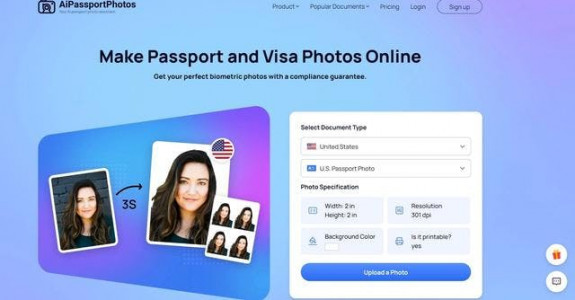 AiPassportPhotos
Product
Popular Documents
Pricing
Login
Sign up
Make Passport and Visa Photos Online
Get your perfect biometric photos with a compliance guarantee.
3S
Select Document Type
United States
U.S. Passport Photo
Photo Specification
Width: 2 in
Height: 2 in
Resolution
301 dpi
Background Color
Is it printable?
yes
Upload a Photo